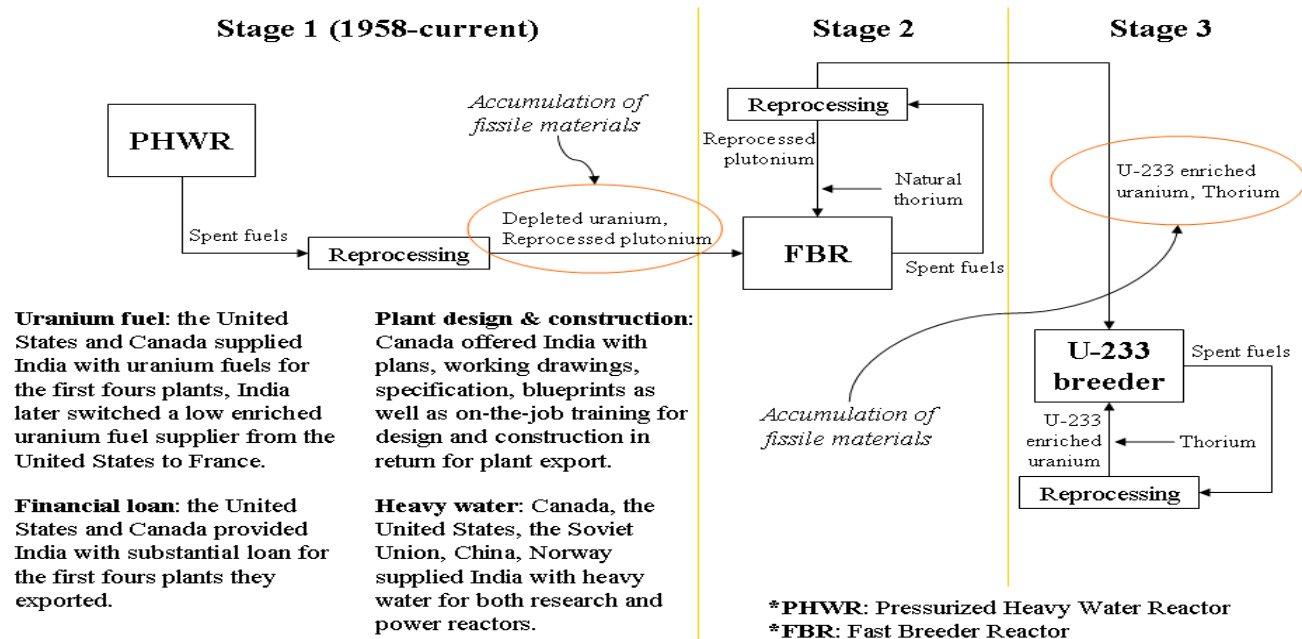 Stage 1 (1958-current)
Stage 2
Stage 3
PHWR
Accumulation of
fissile materials
Spent fuels
Reprocessing
Depleted uranium,
Reprocessed plutonium
Reprocessing
Reprocessed
plutonium
Natural
thorium
FBR
Spent fuels
U-233 enriched
uranium, Thorium
Accumulation of
fissile materials
U-233
breeder
Spent fuels
U-233
enriched
uranium
Thorium
Reprocessing
Uranium fuel: the United
States and Canada supplied
India with uranium fuels for
the first fours plants, India
later switched a low enriched
uranium fuel supplier from the
United States to France.
Financial loan: the United
States and Canada provided
India with substantial loan for
the first fours plants they
exported.
Plant design & construction:
Canada offered India with
plans, working drawings,
specification, blueprints as
well as on-the-job training for
design and construction in
return for plant export.
Heavy water: Canada, the
United States, the Soviet
Union, China, Norway
supplied India with heavy
water for both research and
power reactors.
*PHWR: Pressurized Heavy Water Reactor
*FBR: Fast Breeder Reactor